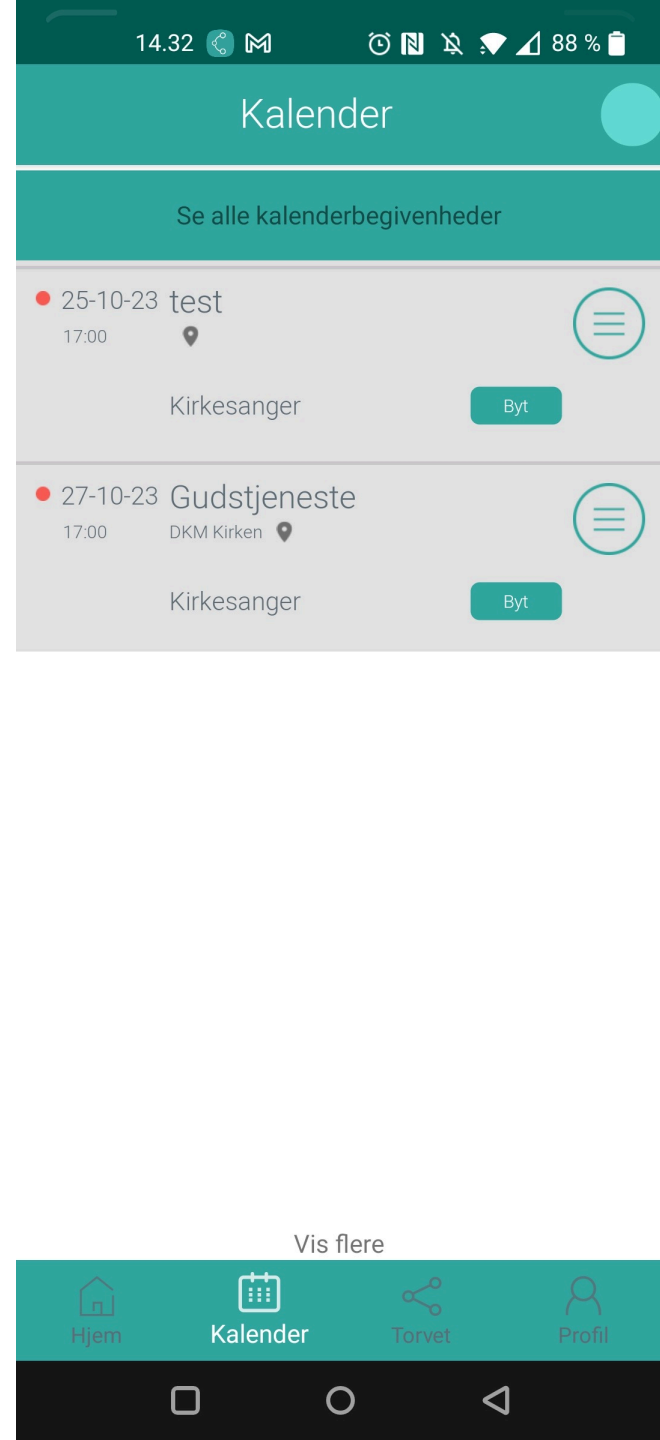 14.32 88 %
Kalender
Se alle kalenderbegivenheder
25-10-23 test
17:00
Kirkesanger Byt
27-10-23 Gudstjeneste
17:00 DKM Kirken
Kirkesanger Byt
Vis flere
Hjem Kalender Torvet Profil